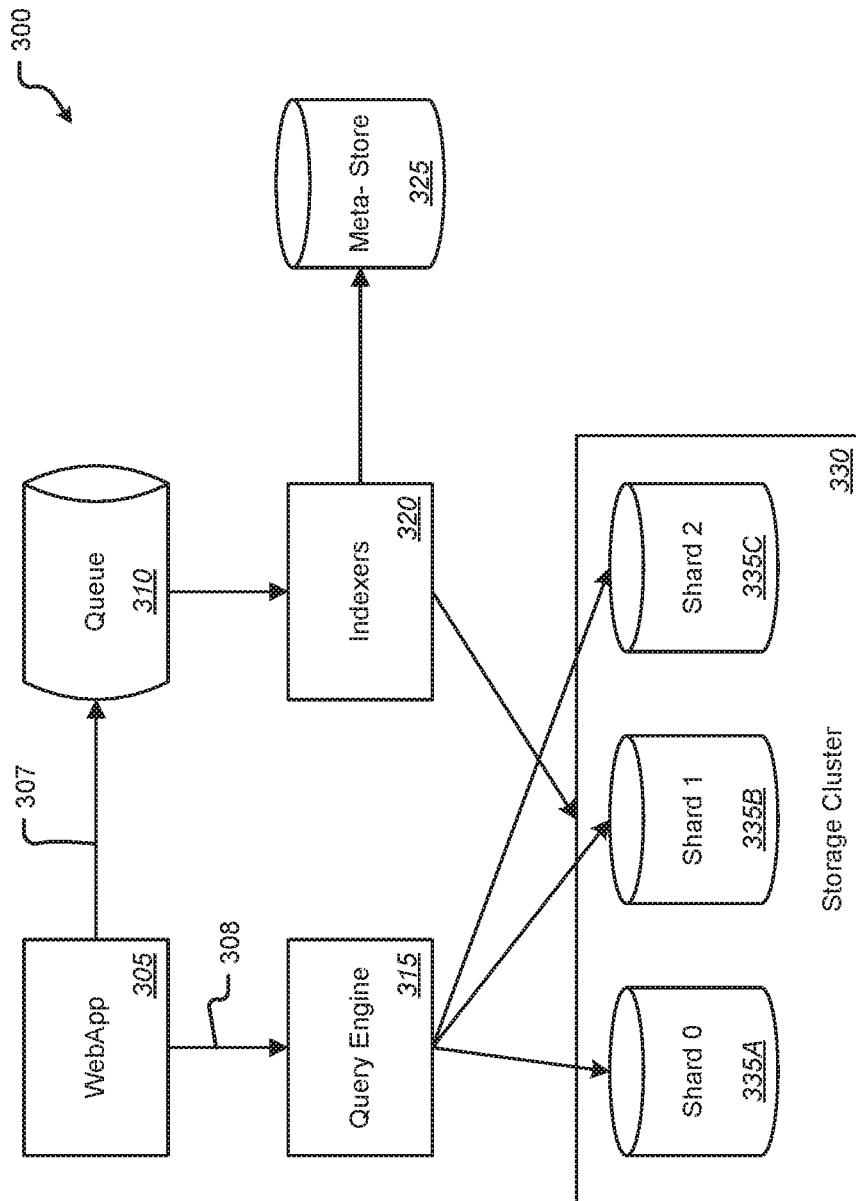 300
WebApp
305
307
Queue
310
308
Query Engine
315
Indexers
320
Meta- Store
325
Shard 0
335A
Shard 1
335B
Shard 2
335C
Storage Cluster
330